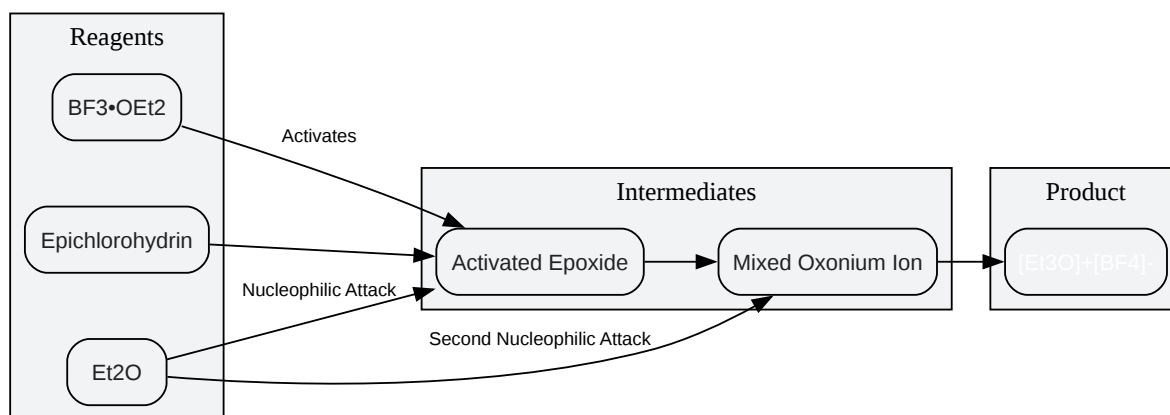 Reagents
BF3•OEt2
Activates
Intermediates
Product
Epichlorohydrin
Activated Epoxide
Mixed Oxonium Ion
[Et3O]+[BF4]-
Nucleophilic Attack
Second Nucleophilic Attack
Et2O